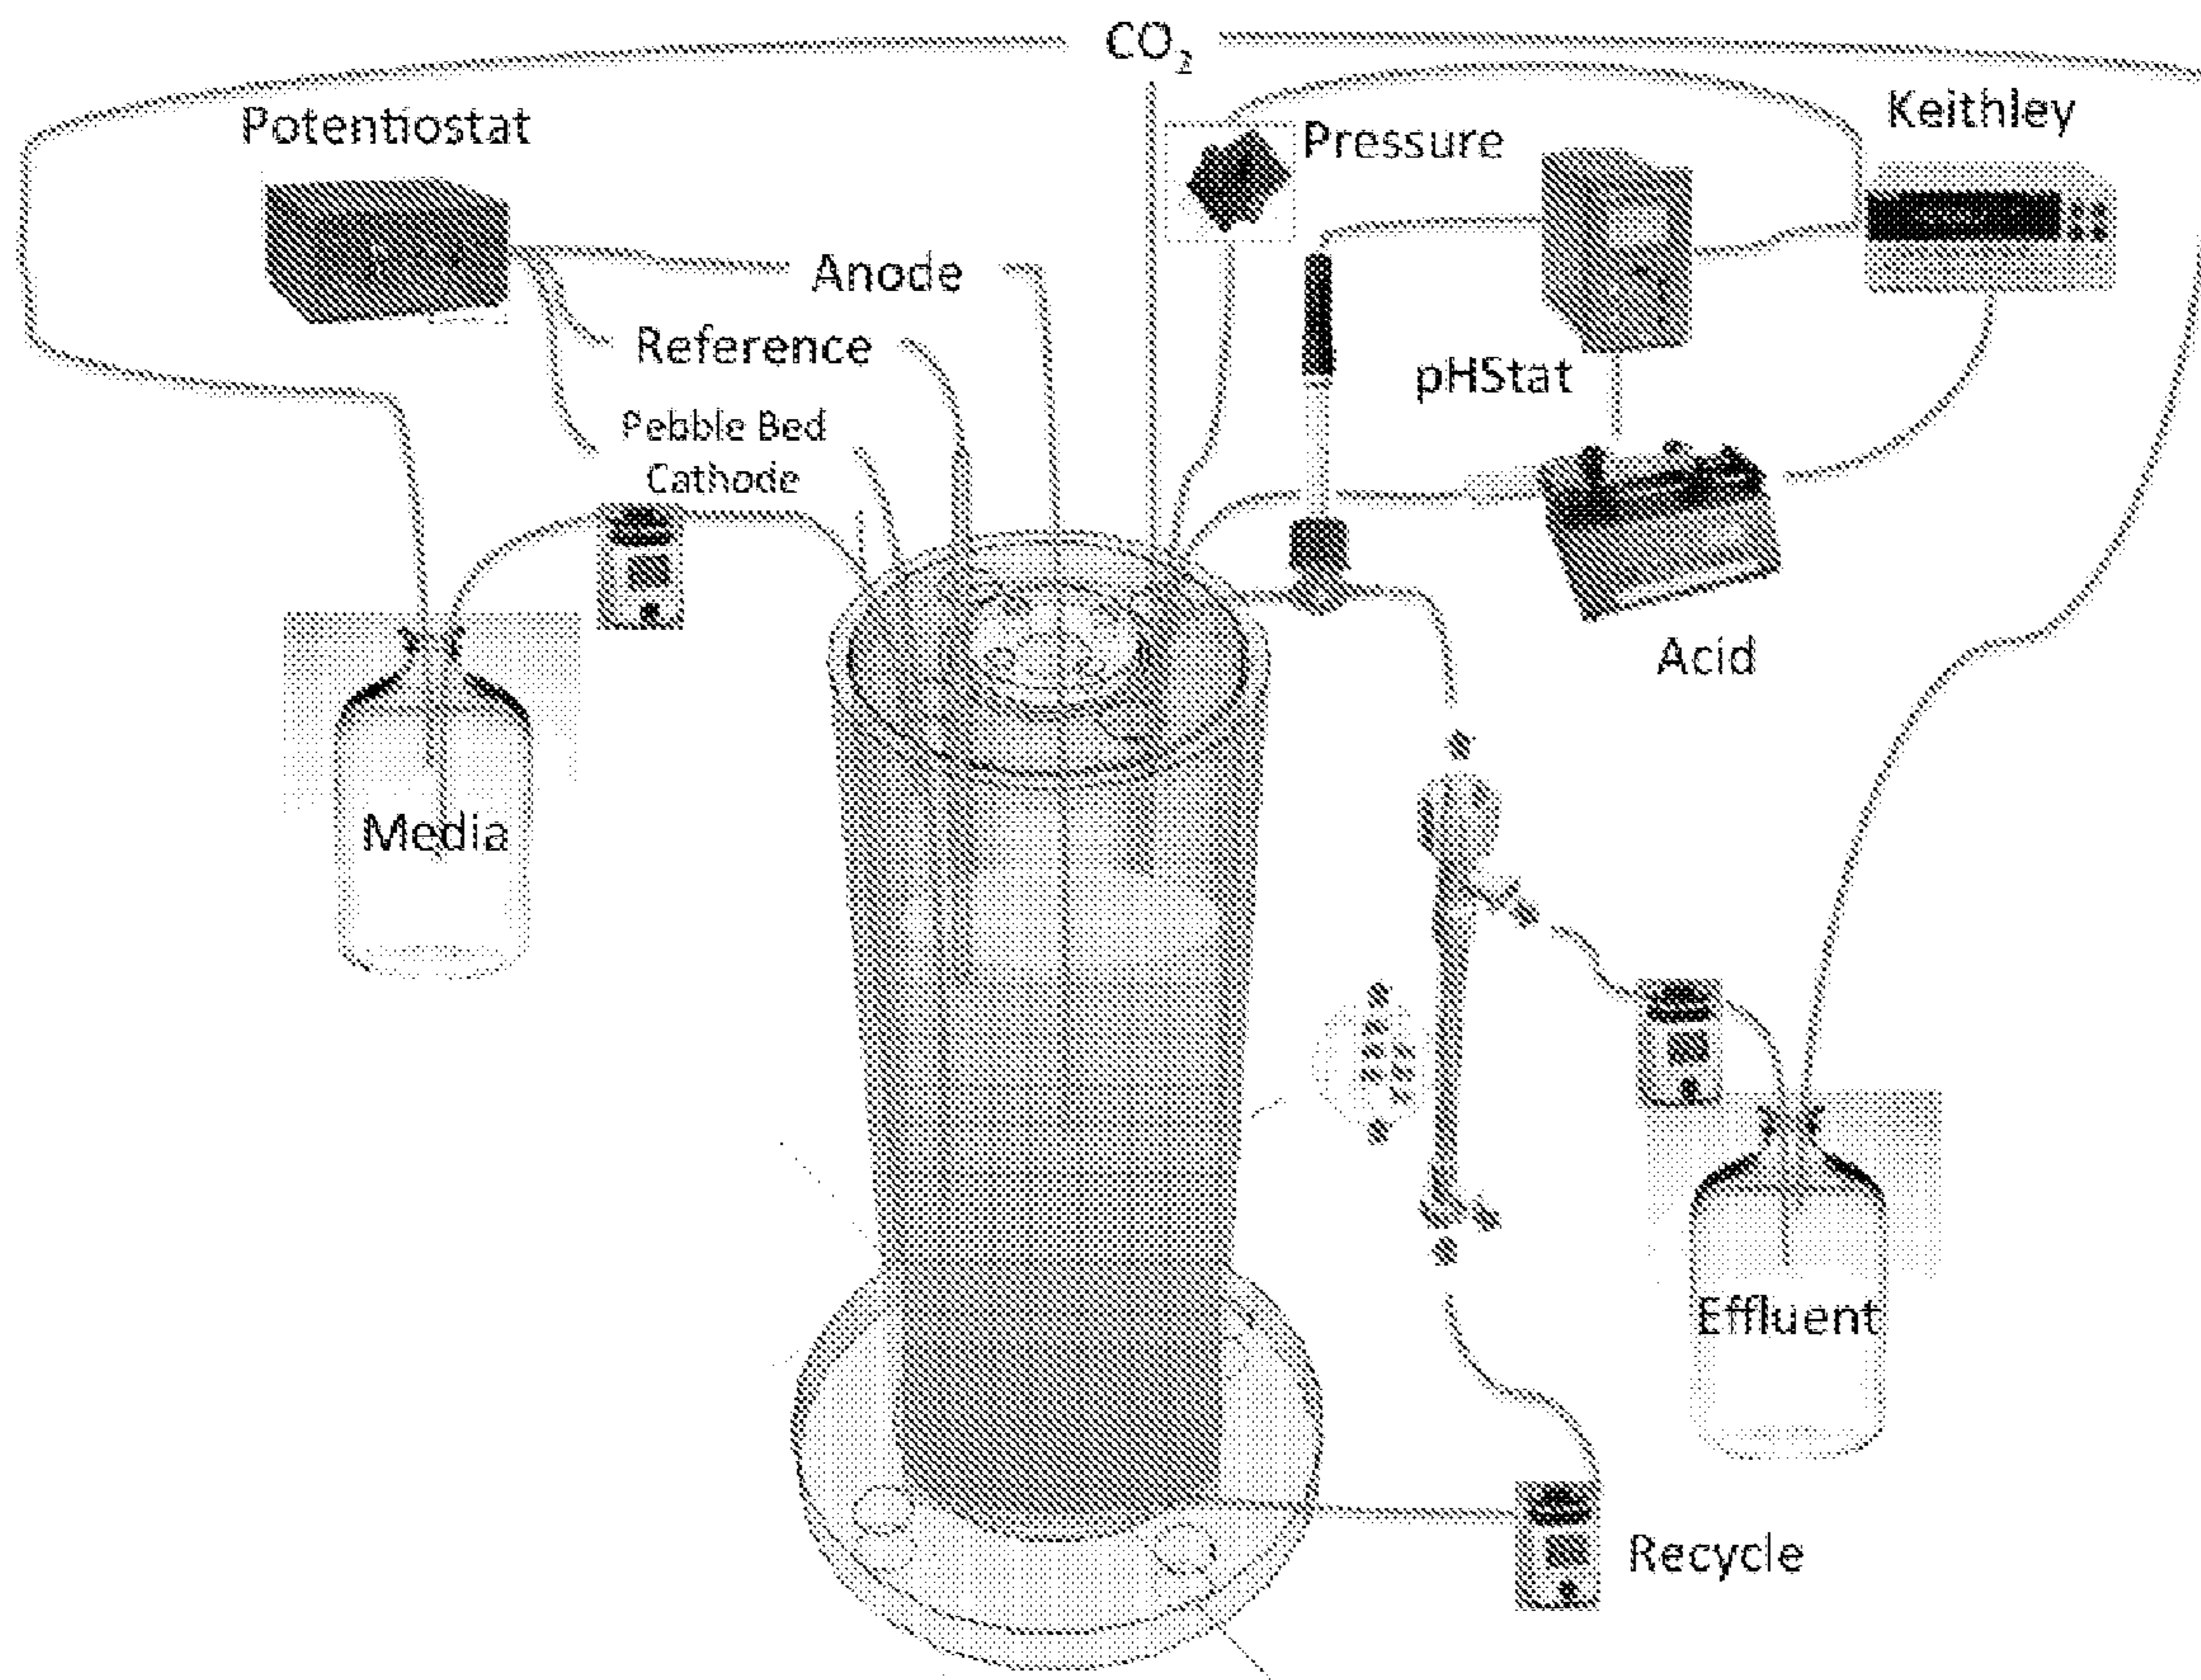 CO₂
Potentiostat
Pressure
Keithley
Anode
Reference
pHStat
Pebble Bed
Cathode
Acid
Media
Effluent
Recycle